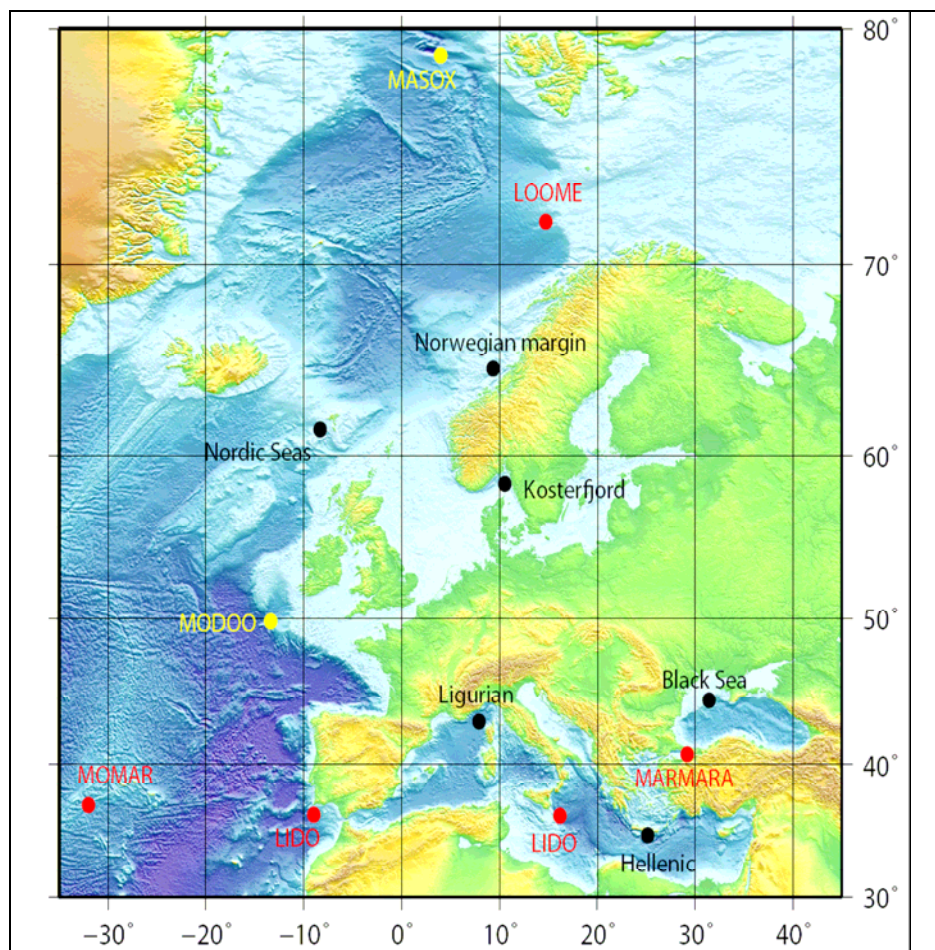 80°
MASOX
LOOME
70°
Norwegian margin
Nordic Seas
60°
Kosterfjord
50°
MODOO
Black Sea
Ligurian
MOMAR
40°
MARMARA
LIDO
LIDO
Hellenic
30°
−30° −20° −10° 0° 10° 20° 30° 40°